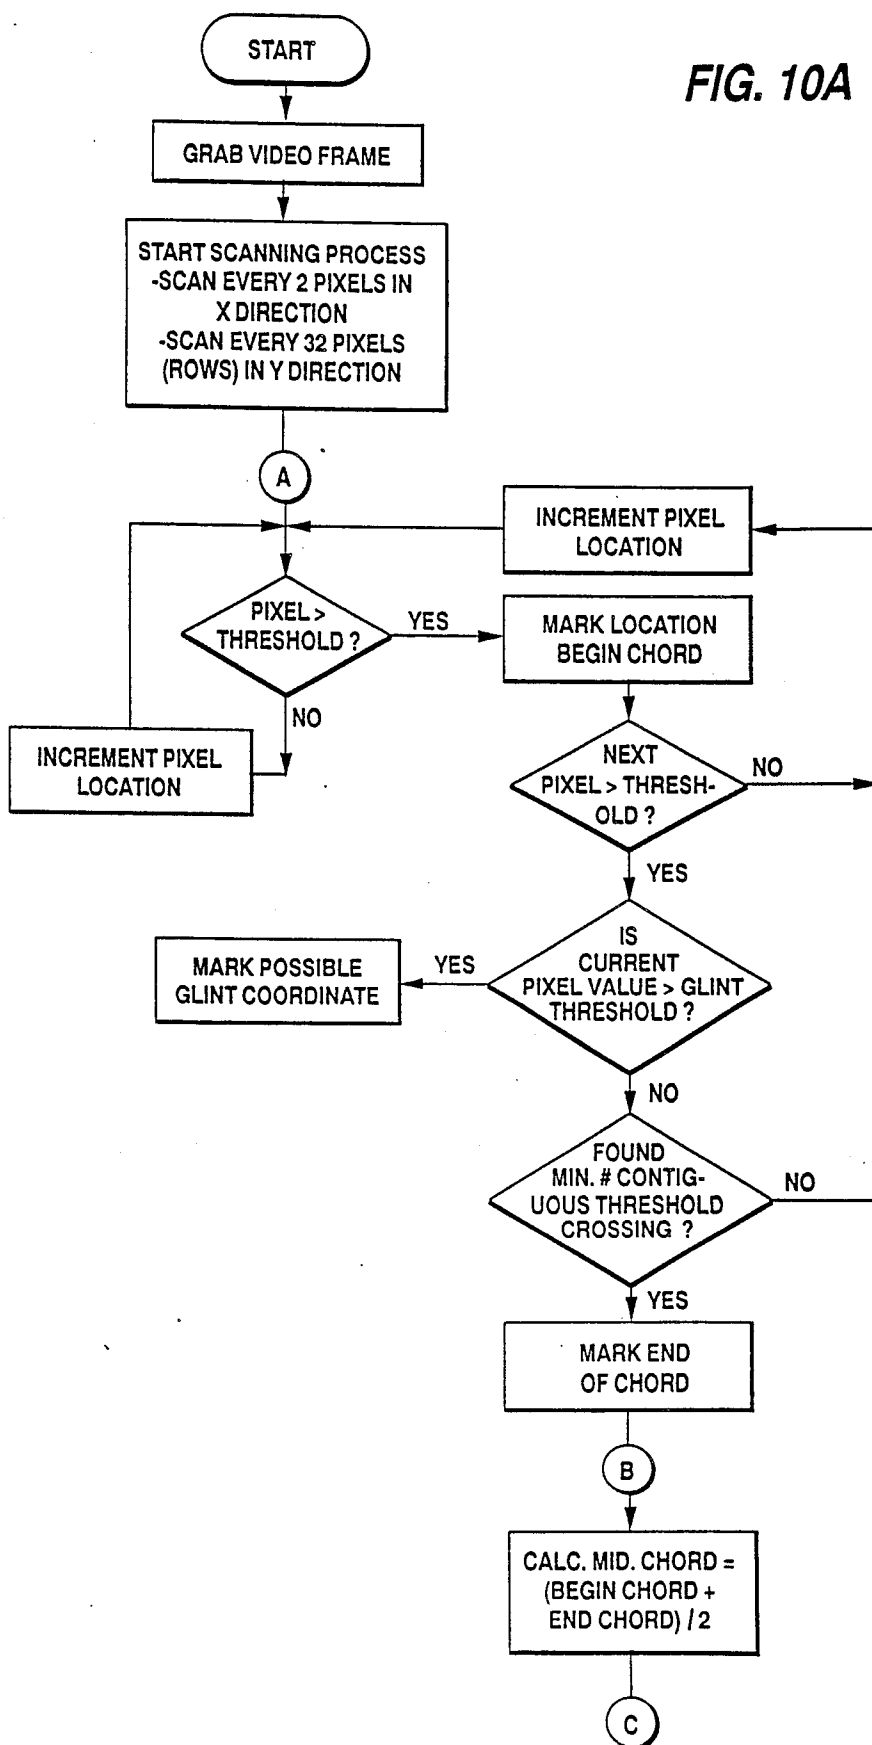 START
FIG. 10A
GRAB VIDEO FRAME
START SCANNING PROCESS
-SCAN EVERY 2 PIXELS IN
X DIRECTION
-SCAN EVERY 32 PIXELS
(ROWS) IN Y DIRECTION
A
INCREMENT PIXEL
LOCATION
PIXEL >
THRESHOLD ?
YES
MARK LOCATION
BEGIN CHORD
NO
INCREMENT PIXEL
LOCATION
NEXT
PIXEL > THRESH-
OLD ?
NO
YES
IS
CURRENT
PIXEL VALUE > GLINT
THRESHOLD ?
YES
MARK POSSIBLE
GLINT COORDINATE
NO
FOUND
MIN. # CONTIG-
UOUS THRESHOLD
CROSSING ?
NO
YES
MARK END
OF CHORD
B
CALC. MID. CHORD =
(BEGIN CHORD +
END CHORD) / 2
C